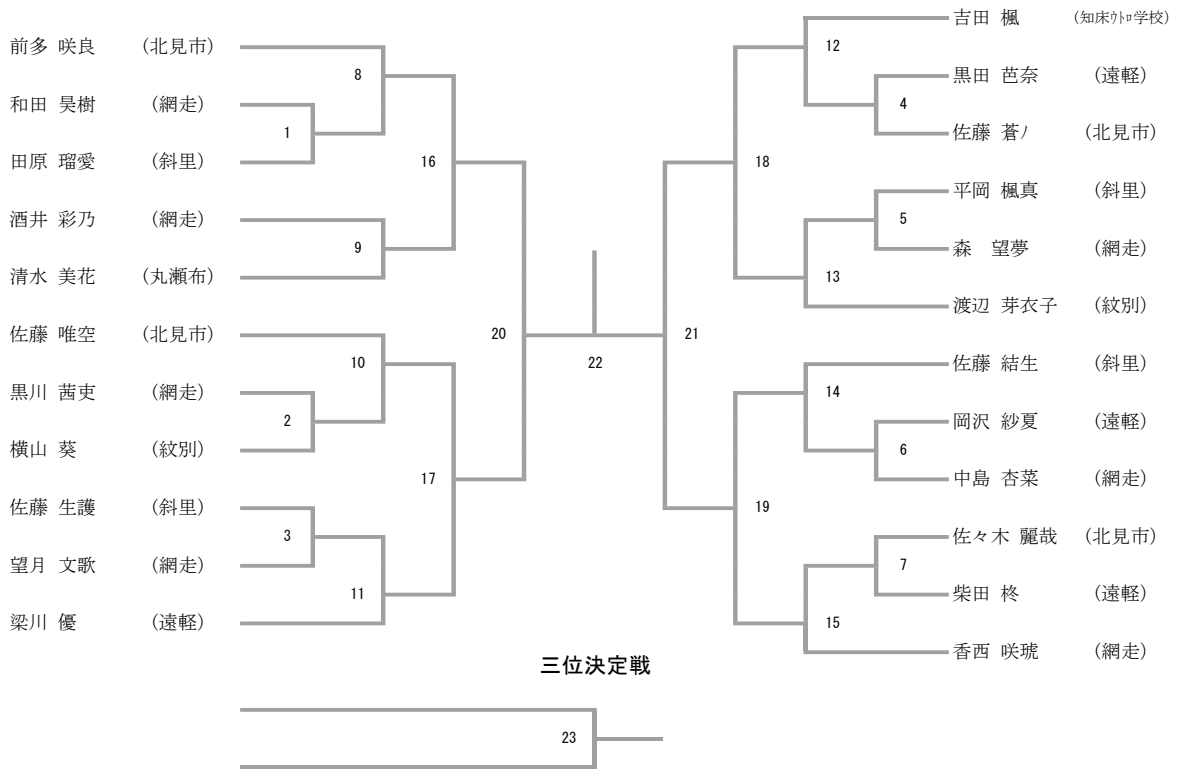 吉田 楓 (知床ｳﾄﾛ学校)
前多 咲良 (北見市)
12
8
黒田 芭奈 (遠軽)
和田 昊樹 (網走)
4
1
佐藤 蒼ﾉ (北見市)
田原 瑠愛 (斜里)
16
18
平岡 楓真 (斜里)
酒井 彩乃 (網走)
5
9
森 望夢 (網走)
清水 美花 (丸瀬布)
13
渡辺 芽衣子 (紋別)
佐藤 唯空 (北見市)
20
21
10
22
佐藤 結生 (斜里)
黒川 茜吏 (網走)
14
2
岡沢 紗夏 (遠軽)
横山 葵 (紋別)
6
17
中島 杏菜 (網走)
佐藤 生護 (斜里)
19
3
佐々木 麗哉 (北見市)
望月 文歌 (網走)
7
11
柴田 柊 (遠軽)
梁川 優 (遠軽)
15
香西 咲琥 (網走)
三位決定戦
23